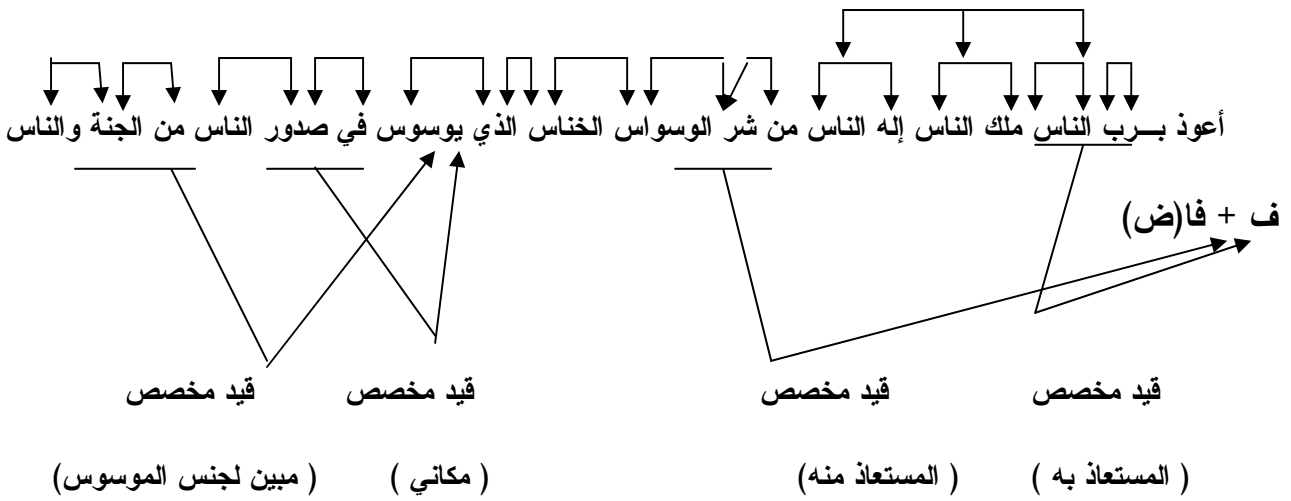 أعوذ بـــرب الناس ملك الناس إله الناس من شر الوسواس الخناس الذي يوسوس في صدور الناس من الجنة والناس
ف + فا(ض)
قيد مخصص قيد مخصص قيد مخصص قيد مخصص
( المستعاذ به ) ( المستعاذ منه) ( مكاني ) ( مبين لجنس الموسوس)